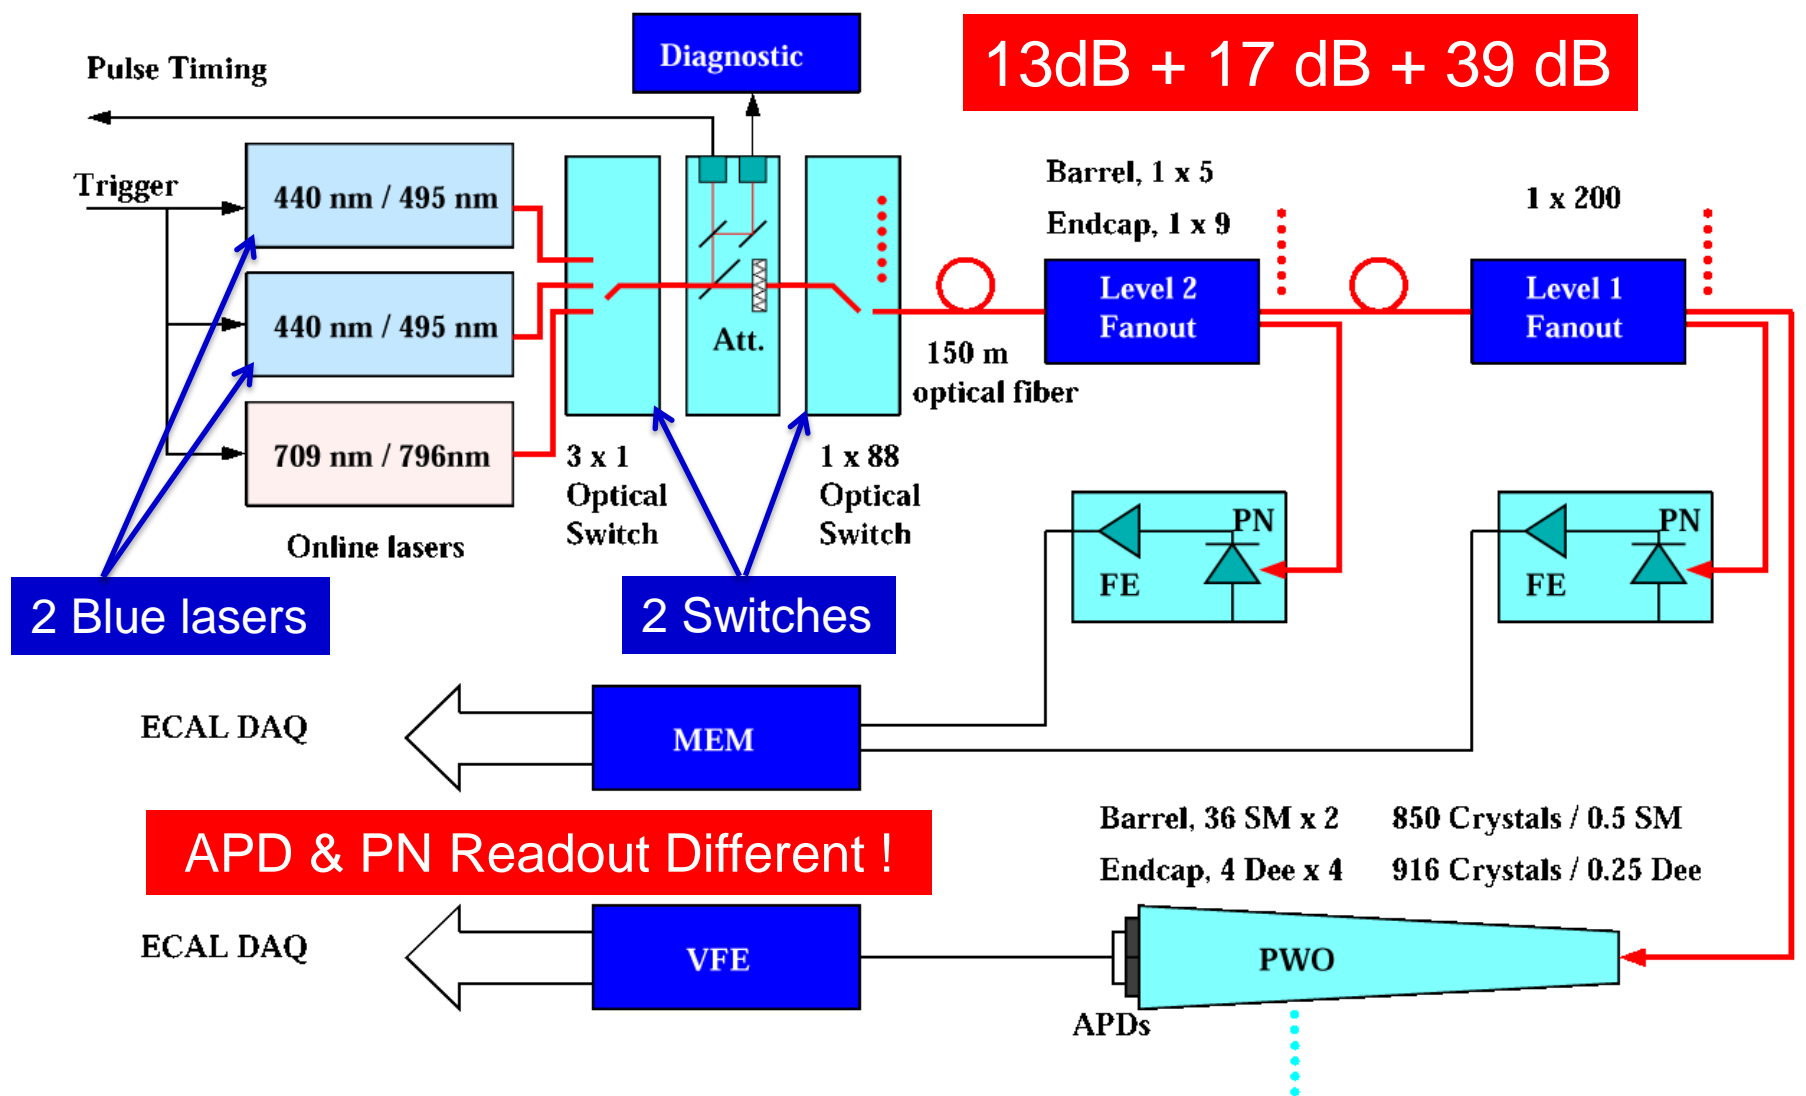 Diagnostic
13dB + 17 dB + 39 dB
Pulse Timing
Trigger
440 nm / 495 nm
440 nm / 495 nm
709 nm / 796nm
Online lasers
2 Blue lasers
3 x 1
Optical
Switch
Att.
1 x 88
Optical
Switch
2 Switches
150 m
optical fiber
Barrel, 1 x 5
Endcap, 1 x 9
Level 2
Fanout
1 x 200
Level 1
Fanout
PN
FE
PN
FE
ECAL DAQ
MEM
APD & PN Readout Different !
Barrel, 36 SM x 2 850 Crystals / 0.5 SM
Endcap, 4 Dee x 4 916 Crystals / 0.25 Dee
ECAL DAQ
VFE
PWO
APDs